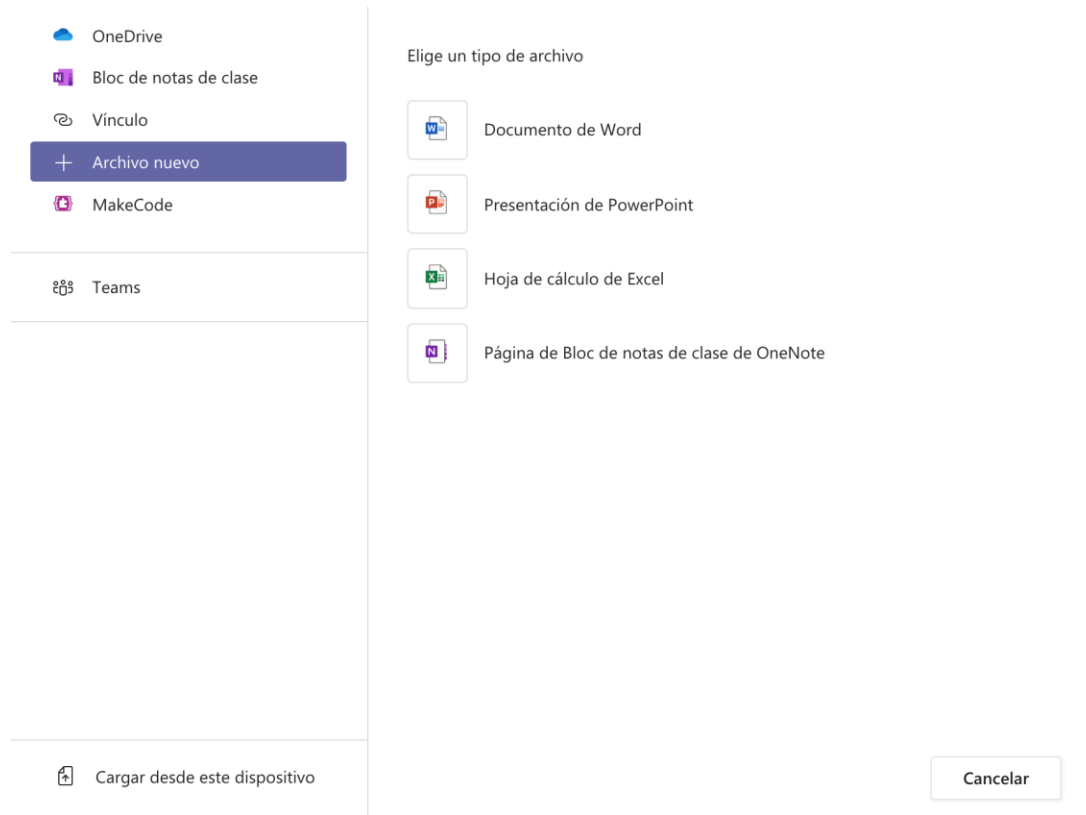 OneDrive
Bloc de notas de clase
Vínculo
Archivo nuevo
MakeCode
Teams
Cargar desde este dispositivo
Elige un tipo de archivo
Documento de Word
Presentación de PowerPoint
Hoja de cálculo de Excel
Página de Bloc de notas de clase de OneNote
Cancelar